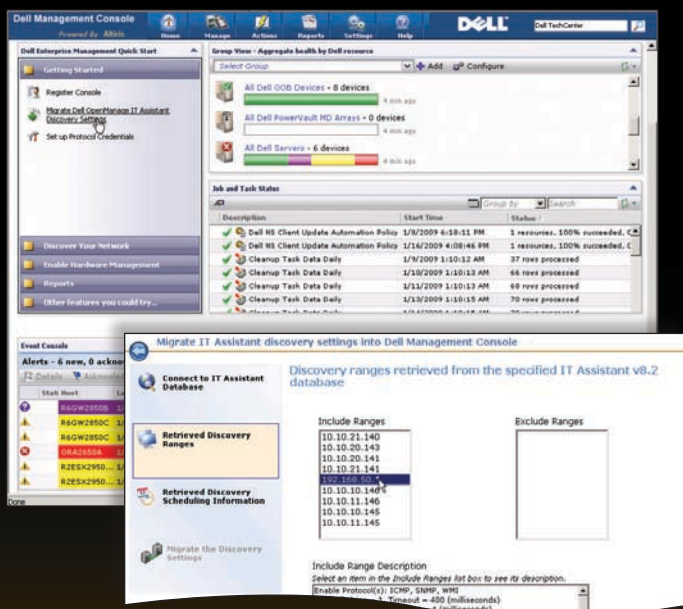 Dell Management Console
Powered By Altiris
Home
Manage
Actions
Reports
Settings
Help
DELL
Dell TechCenter
Dell Enterprise Management Quick Start
Getting Started
Register Console
Migrate Dell OpenManage IT Assistant
Discovery Settings
Set up Protocol Credentials
Discover Your Network
Enable Hardware Management
Reports
Other features you could try...
Group View - Aggregate health by Dell resource
Select Group
Add
Configure
All Dell OOB Devices • 8 devices
4 min ago
All Dell PowerVault MD Arrays • 0 devices
4 min ago
All Dell Servers • 6 devices
4 min ago
Job and Task Status
Group by
Search
Description Start Time Status /
Dell NS Client Update Automation Policy 1/8/2009 6:18:11 PM 1 resources, 100% succeeded,
Dell NS Client Update Automation Policy 1/16/2009 4:08:46 PM 1 resources, 100% succeeded,
Cleanup Task Data Daily 1/9/2009 1:10:12 AM 37 rows processed
Cleanup Task Data Daily 1/10/2009 1:10:13 AM 66 rows processed
Cleanup Task Data Daily 1/11/2009 1:10:13 AM 68 rows processed
Cleanup Task Data Daily 1/13/2009 1:10:15 AM 70 rows processed
Event Console
Alerts - 6 new, 0
Details
Host
R6GW2950B
R6GW2850C
R6GW2850C
ORA2650A
R2ESX2950...
R2ESX2950...
Done
Migrate IT Assistant discovery settings into Dell Management Console
Connect to IT Assistant
Database
Retrieved Discovery
Ranges
Retrieved Discovery
Scheduling Information
Migrate the Discovery
Settings
Discovery ranges retrieved from the specified IT Assistant v8.2
database
Include Ranges
10.10.21.140
10.10.20.143
10.10.20.141
10.10.21.141
192.168.50.*
10.10.10.146
10.10.11.146
10.10.10.145
10.10.11.145
Exclude Ranges
Include Range Description
Select an item in the Include Ranges list box to see its description.
Enable Protocol(s): ICMP, SNMP, WMI
Timeout = 400 (milliseconds)